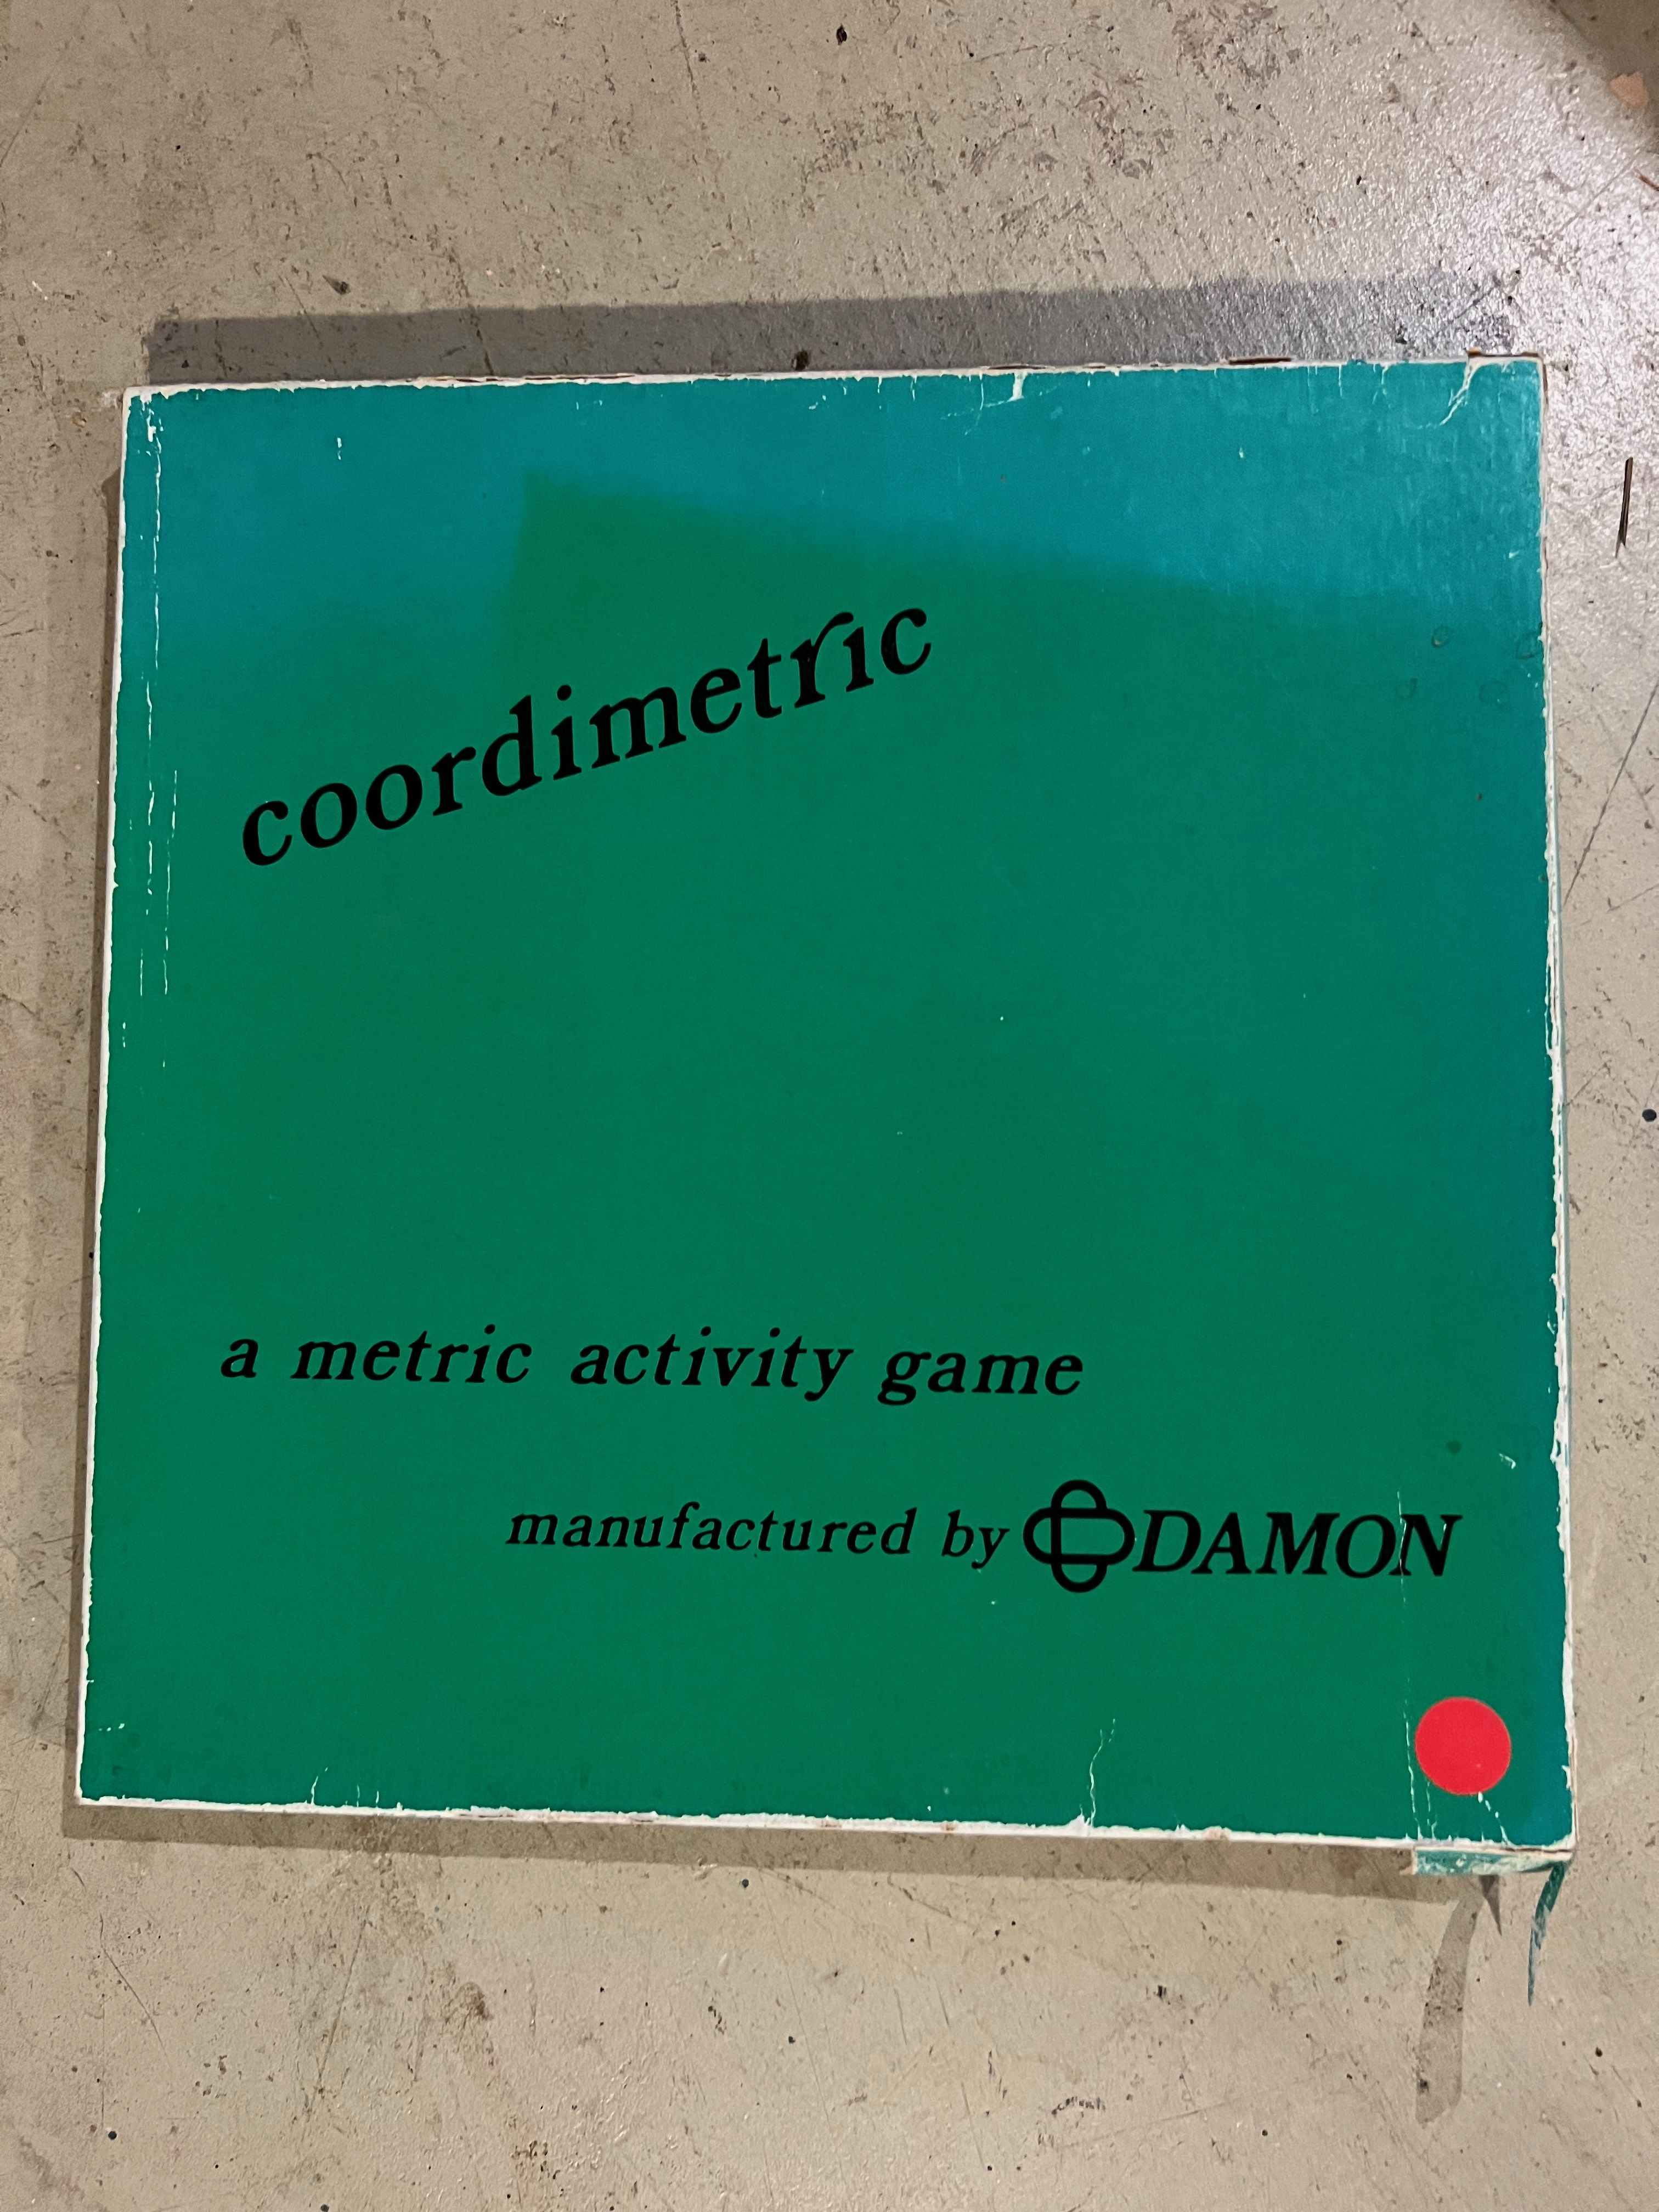 coordimetric
a metric activity game
manufactured by DAMON